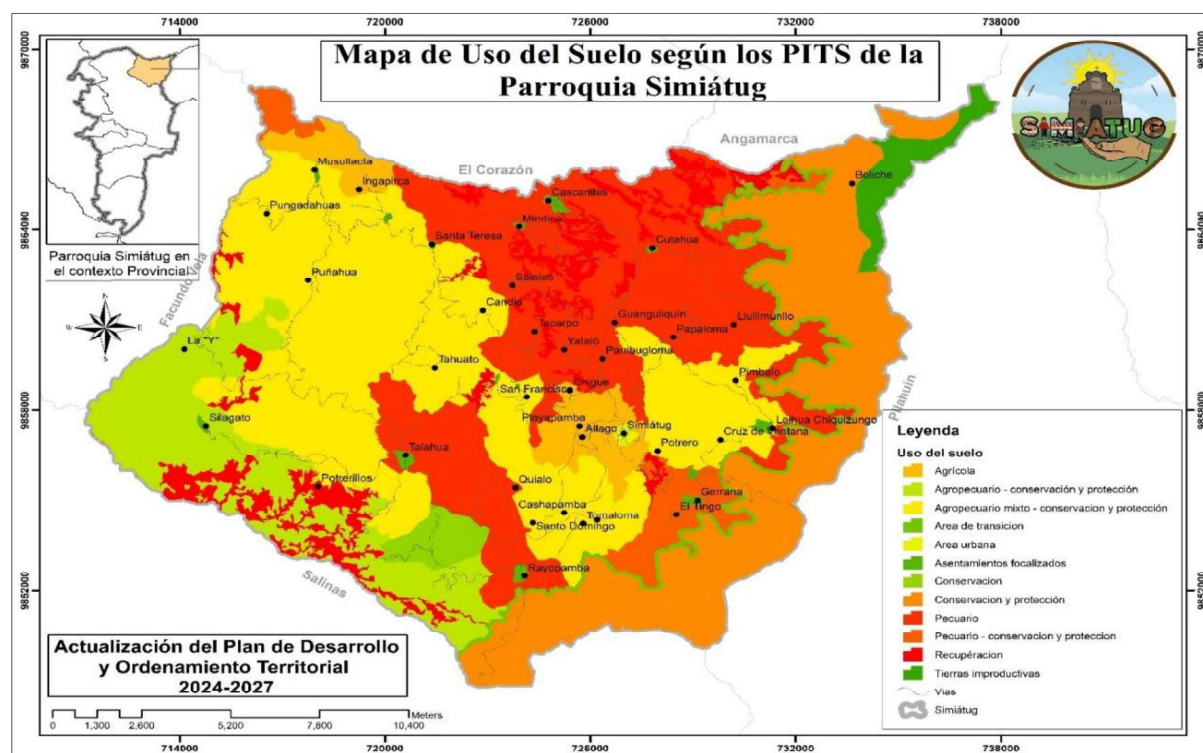 714000
720000
726000
732000
738000
9870000
9870000
Mapa de Uso del Suelo según los PITS de la
Parroquia Simiátug
SIMIATUG
Angamarca
El Corazón
Musullacta
Ingapirca
Cascarillas
Boliche
Pungadahuas
Mindina
9864000
9864000
Santa Teresa
Cutahua
Parroquia Simiátug en
el contexto Provincial
Facundo Vela
Puñahua
Salaleo
Candio
Guanguliquin
Llullimunllo
Tacarpo
Papaloma
La "Y"
Yataló
Pambugloma
Tahuato
Pimbalo
Chigue
San Francisco
9858000
9858000
Pilahuin
Playapamba
Silagato
Allago
Simiátug
Laihua Chiquizungo
Cruz de Ventana
Talahua
Potrero
Potrerillos
Quialo
Gerrana
Cashapamba
El Tingo
Tomaloma
Santo Domingo
Rayopamba
Salinas
9852000
9852000
Leyenda
Uso del suelo
Agrícola
Agropecuario - conservación y protección
Agropecuario mixto - conservacion y protección
Area de transicion
Area urbana
Asentamientos focalizados
Conservacion
Conservacion y protección
Pecuario
Pecuario - conservacion y proteccion
Recupéracion
Tierras improductivas
Vias
Simiátug
Actualización del Plan de Desarrollo
y Ordenamiento Territorial
2024-2027
Meters
0 1,300 2,600 5,200 7,800 10,400
714000
720000
726000
732000
738000
W E
S